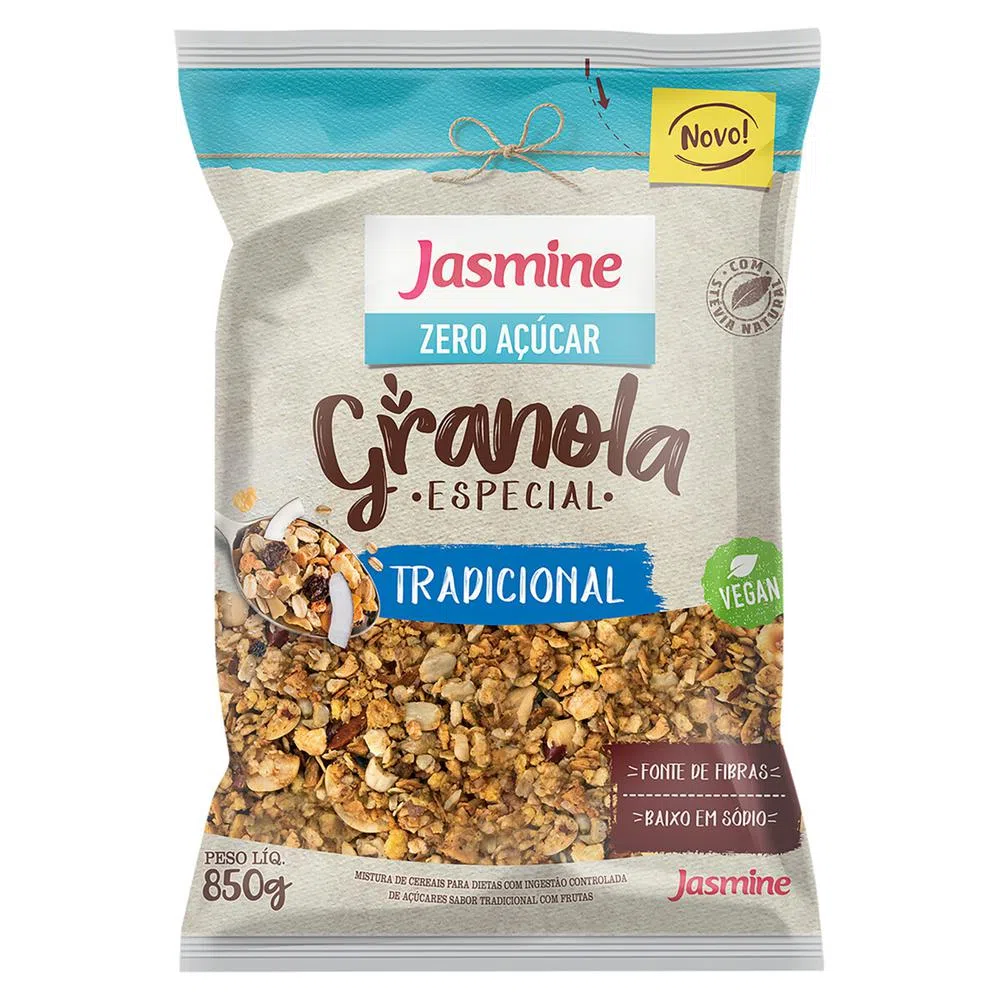 Novo!
Jasmine
ZERO AÇÚCAR
COM
STEVIA NATURAL
Granola
ESPECIAL
TRADICIONAL
VEGAN
FONTE DE FIBRAS
BAIXO EM SÓDIO
PESO LÍQ.
850g
MISTURA DE CEREAIS PARA DIETAS COM INGESTÃO CONTROLADA
DE AÇÚCARES SABOR TRADICIONAL COM FRUTAS
Jasmine